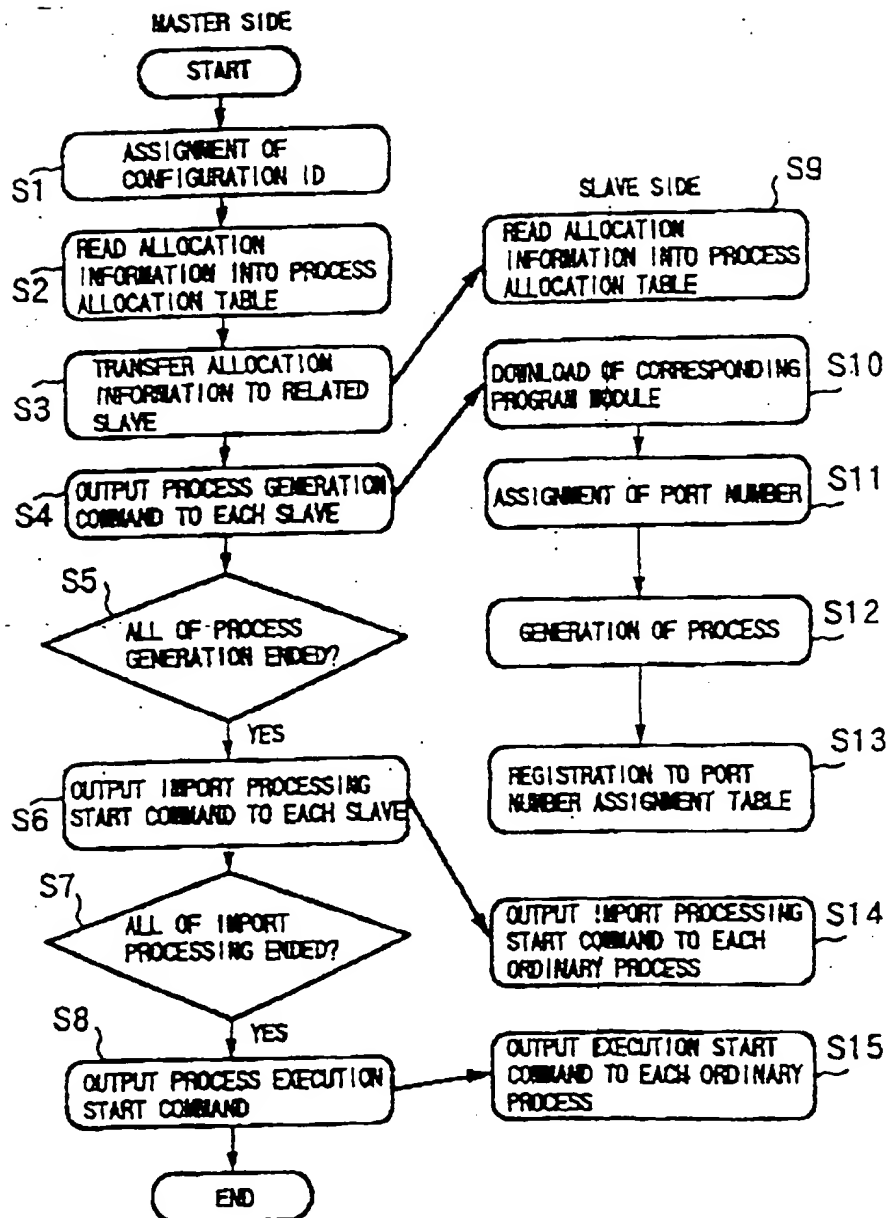 MASTER SIDE
START
S1
ASSIGNMENT OF
CONFIGURATION ID
S2
READ ALLOCATION
INFORMATION INTO PROCESS
ALLOCATION TABLE
S3
TRANSFER ALLOCATION
INFORMATION TO RELATED
SLAVE
S4
OUTPUT PROCESS GENERATION
COMMAND TO EACH SLAVE
S5
ALL OF PROCESS
GENERATION ENDED?
YES
S6
OUTPUT IMPORT PROCESSING
START COMMAND TO EACH SLAVE
S7
ALL OF IMPORT
PROCESSING ENDED?
YES
S8
OUTPUT PROCESS EXECUTION
START COMMAND
END
SLAVE SIDE
S9
READ ALLOCATION
INFORMATION INTO PROCESS
ALLOCATION TABLE
S10
DOWNLOAD OF CORRESPONDING
PROGRAM MODULE
S11
ASSIGNMENT OF PORT NUMBER
S12
GENERATION OF PROCESS
S13
REGISTRATION TO PORT
NUMBER ASSIGNMENT TABLE
S14
OUTPUT IMPORT PROCESSING
START COMMAND TO EACH
ORDINARY PROCESS
S15
OUTPUT EXECUTION START
COMMAND TO EACH ORDINARY
PROCESS